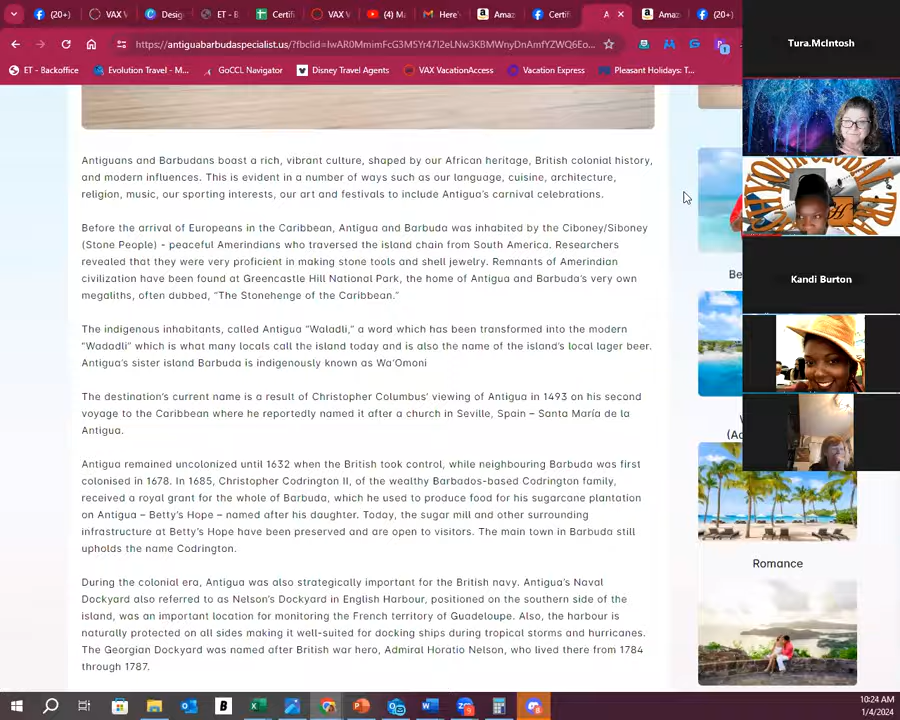 (20+)
VAX V
Desig
ET - B
Certifi
VAX V
(4) M
Here'
Amaz
Certif
A
Amaz
(20+)
https://antiguabarbudaspecialist.us/?fbclid=IwAR0MmimFcG3MSYr47I2eLNw3KBMWnyDnAmfYZWQ6Eo...
ET - Backoffice
Evolution Travel - M...
GoCCL Navigator
Disney Travel Agents
VAX VacationAccess
Vacation Express
Pleasant Holidays: T...
Antiguans and Barbudans boast a rich, vibrant culture, shaped by our African heritage, British colonial history,
and modern influences. This is evident in a number of ways such as our language, cuisine, architecture,
religion, music, our sporting interests, our art and festivals to include Antigua's carnival celebrations.
Before the arrival of Europeans in the Caribbean, Antigua and Barbuda was inhabited by the Ciboney/Siboney
(Stone People) - peaceful Amerindians who traversed the island chain from South America. Researchers
revealed that they were very proficient in making stone tools and shell jewelry. Remnants of Amerindian
civilization have been found at Greencastle Hill National Park, the home of Antigua and Barbuda's very own
megaliths, often dubbed, "The Stonehenge of the Caribbean."
The indigenous inhabitants, called Antigua "Waladli," a word which has been transformed into the modern
"Wadadli" which is what many locals call the island today and is also the name of the island's local lager beer.
Antigua's sister island Barbuda is indigenously known as Wa'Omoni
The destination's current name is a result of Christopher Columbus' viewing of Antigua in 1493 on his second
voyage to the Caribbean where he reportedly named it after a church in Seville, Spain – Santa María de la
Antigua.
Antigua remained uncolonized until 1632 when the British took control, while neighbouring Barbuda was first
colonised in 1678. In 1685, Christopher Codrington II, of the wealthy Barbados-based Codrington family,
received a royal grant for the whole of Barbuda, which he used to produce food for his sugarcane plantation
on Antigua – Betty's Hope – named after his daughter. Today, the sugar mill and other surrounding
infrastructure at Betty's Hope have been preserved and are open to visitors. The main town in Barbuda still
upholds the name Codrington.
During the colonial era, Antigua was also strategically important for the British navy. Antigua's Naval
Dockyard also referred to as Nelson's Dockyard in English Harbour, positioned on the southern side of the
island, was an important location for monitoring the French territory of Guadeloupe. Also, the harbour is
naturally protected on all sides making it well-suited for docking ships during tropical storms and hurricanes.
The Georgian Dockyard was named after British war hero, Admiral Horatio Nelson, who lived there from 1784
through 1787.
Be
(Ac
Romance
Tura.McIntosh
Kandi Burton
10:24 AM
1/4/2024